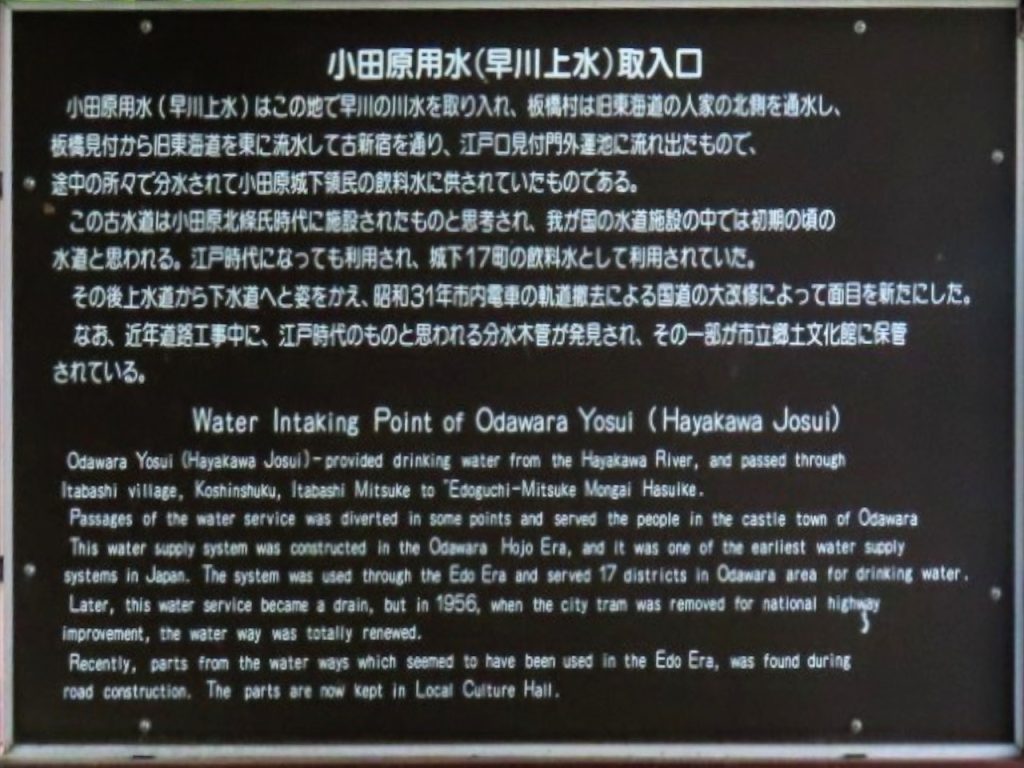 小田原用水(早川上水)取入口
小田原用水(早川上水)はこの地で早川の川水を取り入れ、板橋村は旧東海道の人家の北側を通水し、
板橋見付から旧東海道を東に流水して古新宿を通り、江戸口見付門外蓮池に流れ出たもので、
途中の所々で分水されて小田原城下領民の飲料水に供されていたものである。
この古水道は小田原北條氏時代に施設されたものと思考され、我が国の水道施設の中では初期の頃の
水道と思われる。江戸時代になっても利用され、城下17町の飲料水として利用されていた。
その後上水道から下水道へと姿をかえ、昭和31年市内電車の軌道撤去による国道の大改修によって面目を新たにした。
なお、近年道路工事中に、江戸時代のものと思われる分水木管が発見され、その一部が市立郷土文化館に保管
されている。
Water Intaking Point of Odawara Yosui (Hayakawa Josui)
Odawara Yosui (Hayakawa Josui)-provided drinking water from the Hayakawa River, and passed through
Itabashi village, Koshinshuku, Itabashi Mitsuke to "Edoguchi-Mitsuke Mongai Hasuike.
Passages of the water service was diverted in some points and served the people in the castle town of Odawara
This water supply system was constructed in the Odawara Hojo Era, and it was one of the earliest water supply
systems in Japan. The system was used through the Edo Era and served 17 districts in Odawara area for drinking water.
Later, this water service became a drain, but in 1956, when the city tram was removed for national highway
improvement, the water way was totally renewed.
Recently, parts from the water ways which seemed to have been used in the Edo Era, was found during
road construction. The parts are now kept in Local Culture Hall.